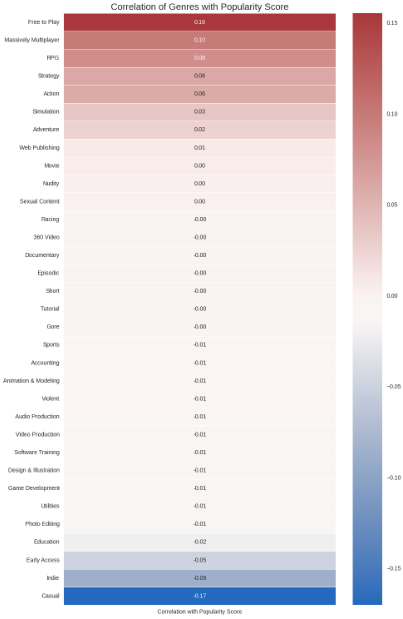 Correlation of Genres with Popularity Score
Free to Play 0.16
Massively Multiplayer 0.10
RPG 0.08
Strategy 0.06
Action 0.06
Simulation 0.03
Adventure 0.02
Web Publishing 0.01
Movie 0.00
Nudity 0.00
Sexual Content 0.00
Racing -0.00
360 Video -0.00
Documentary -0.00
Episodic -0.00
Short -0.00
Tutorial -0.00
Gore -0.00
Sports -0.01
Accounting -0.01
Animation & Modeling -0.01
Violent -0.01
Audio Production -0.01
Video Production -0.01
Software Training -0.01
Design & Illustration -0.01
Game Development -0.01
Utilities -0.01
Photo Editing -0.01
Education -0.02
Early Access -0.05
Indie -0.09
Casual -0.17
Correlation with Popularity Score
0.15
0.10
0.05
0.00
−0.05
−0.10
−0.15